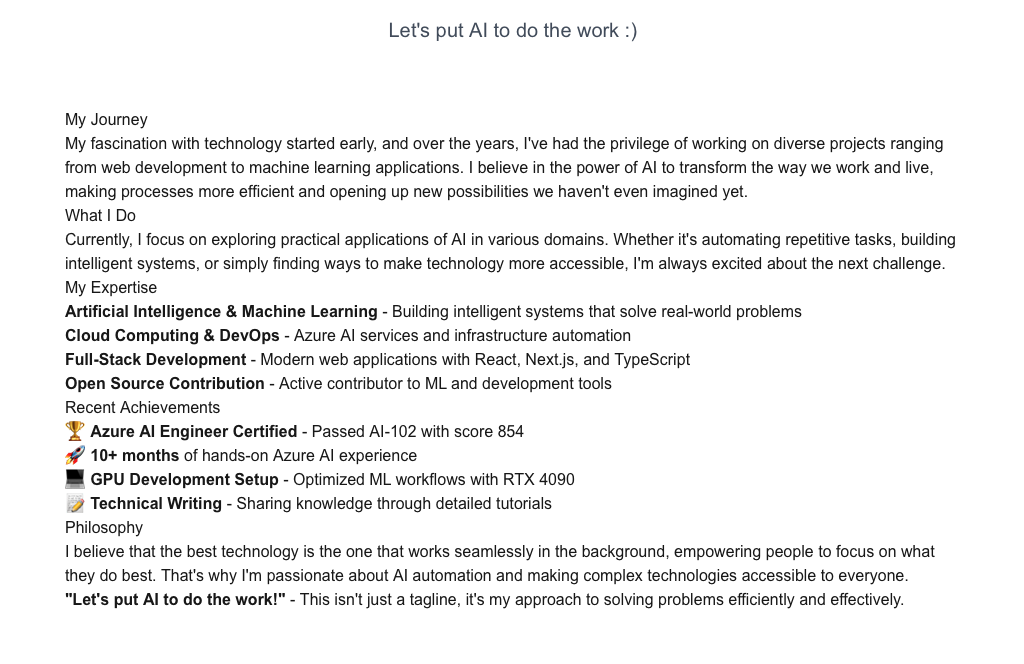 Let's put AI to do the work :)
My Journey
My fascination with technology started early, and over the years, I've had the privilege of working on diverse projects ranging
from web development to machine learning applications. I believe in the power of AI to transform the way we work and live,
making processes more efficient and opening up new possibilities we haven't even imagined yet.
What I Do
Currently, I focus on exploring practical applications of AI in various domains. Whether it's automating repetitive tasks, building
intelligent systems, or simply finding ways to make technology more accessible, I'm always excited about the next challenge.
My Expertise
Artificial Intelligence & Machine Learning - Building intelligent systems that solve real-world problems
Cloud Computing & DevOps - Azure AI services and infrastructure automation
Full-Stack Development - Modern web applications with React, Next.js, and TypeScript
Open Source Contribution - Active contributor to ML and development tools
Recent Achievements
🏆 Azure AI Engineer Certified - Passed AI-102 with score 854
🚀 10+ months of hands-on Azure AI experience
💻 GPU Development Setup - Optimized ML workflows with RTX 4090
📝 Technical Writing - Sharing knowledge through detailed tutorials
Philosophy
I believe that the best technology is the one that works seamlessly in the background, empowering people to focus on what
they do best. That's why I'm passionate about AI automation and making complex technologies accessible to everyone.
"Let's put AI to do the work!" - This isn't just a tagline, it's my approach to solving problems efficiently and effectively.